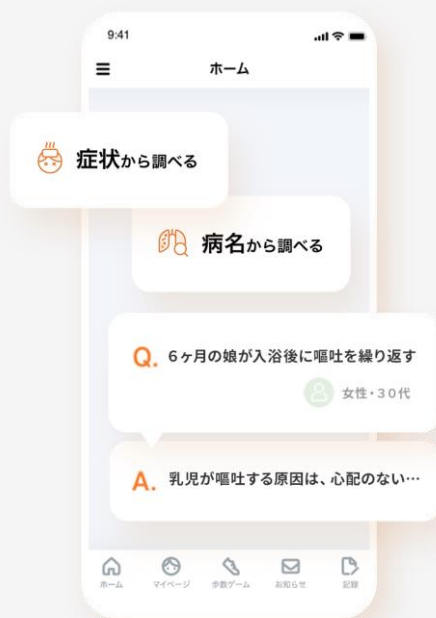 9:41
ホーム
症状から調べる
病名から調べる
Q. 6ヶ月の娘が入浴後に嘔吐を繰り返す
女性・30代
A. 乳児が嘔吐する原因は、心配のない…
ホーム
マイページ
歩数ゲーム
お知らせ
記録